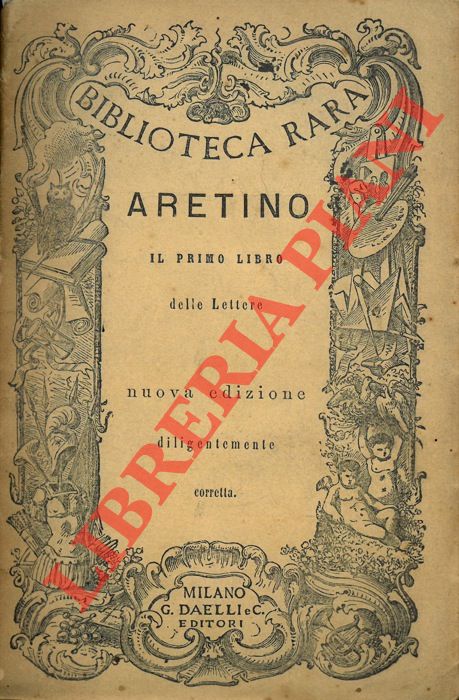 BIBLIOTECA RARA
ARETINO
IL PRIMO LIBRO
delle Lettere
nuova edizione
diligentemente
corretta.
MILANO
G. DAELLI e C.
EDITORI
LIBRERIA PIANI